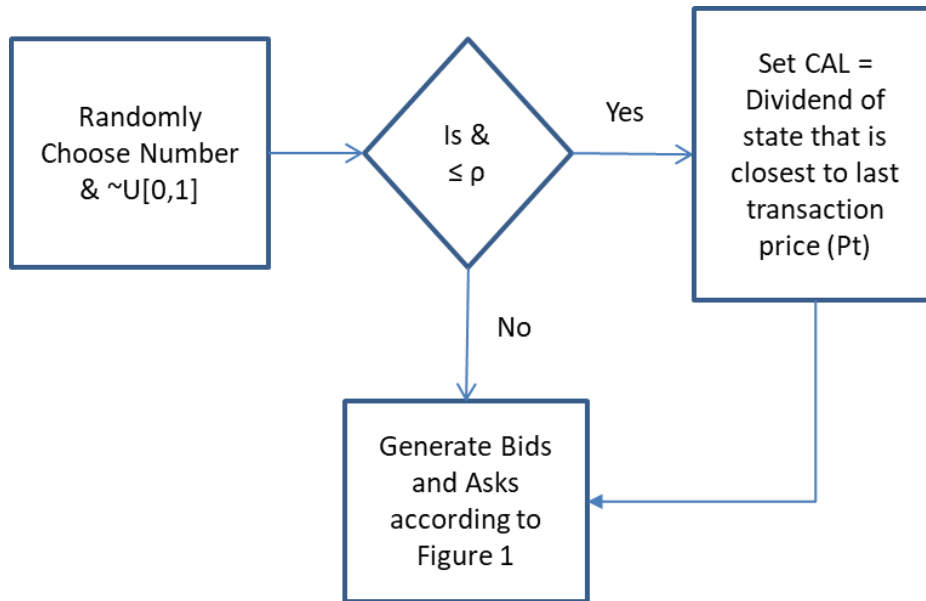 Randomly
Choose Number
& ~U[0,1]
Is &
≤ ρ
Yes
Set CAL =
Dividend of
state that is
closest to last
transaction
price (Pt)
No
Generate Bids
and Asks
according to
Figure 1